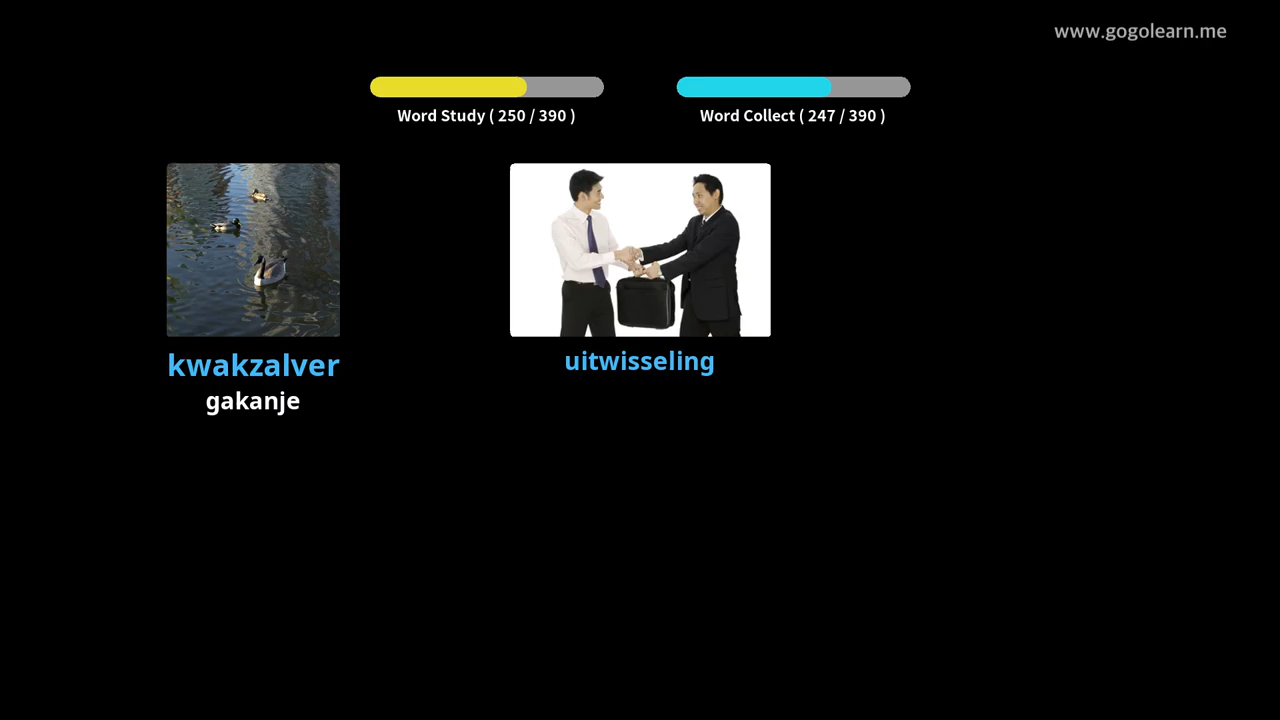 www.gogolearn.me
Word Study ( 250 / 390 )
Word Collect ( 247 / 390 )
kwakzalver
gakanje
uitwisseling